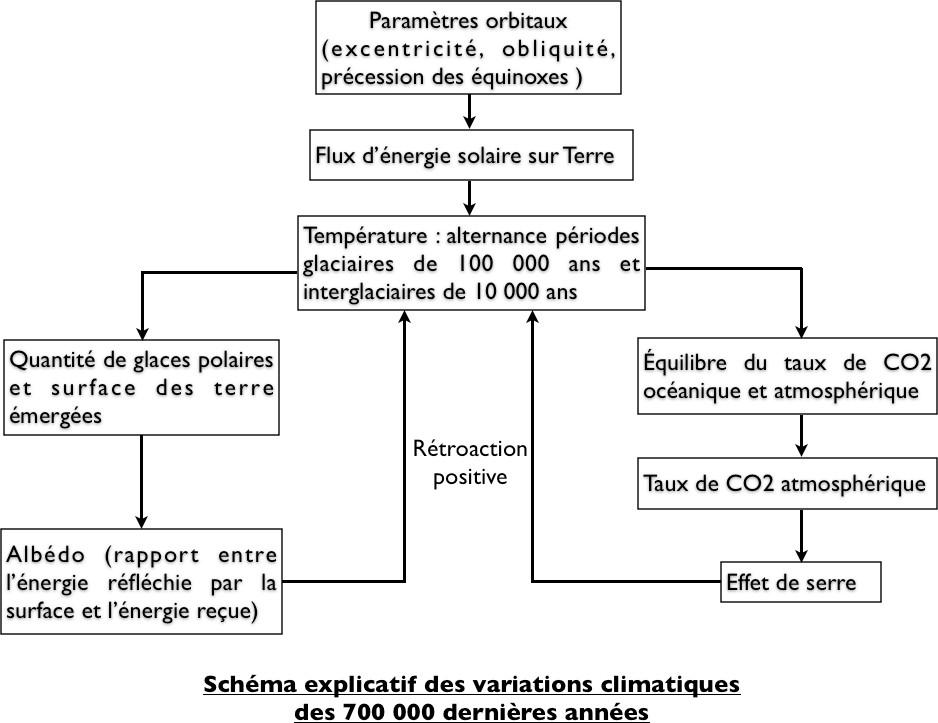 Paramètres orbitaux
(excentricité, obliquité,
précession des équinoxes )
Flux d'énergie solaire sur Terre
Température : alternance périodes
glaciaires de 100 000 ans et
interglaciaires de 10 000 ans
Quantité de glaces polaires
et surface des terre
émergées
Équilibre du taux de CO2
océanique et atmosphérique
Rétroaction
positive
Taux de CO2 atmosphérique
Albédo (rapport entre
l'énergie réfléchie par la
surface et l'énergie reçue)
Effet de serre
Schéma explicatif des variations climatiques
des 700 000 dernières années